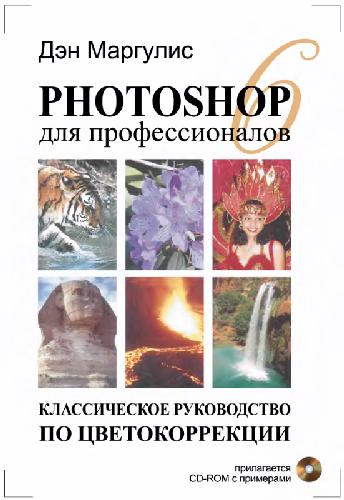 Дэн Маргулис
PHOTOSHOP 6
для профессионалов
КЛАССИЧЕСКОЕ РУКОВОДСТВО
ПО ЦВЕТОКОРРЕКЦИИ
прилагается
CD-ROM с примерами